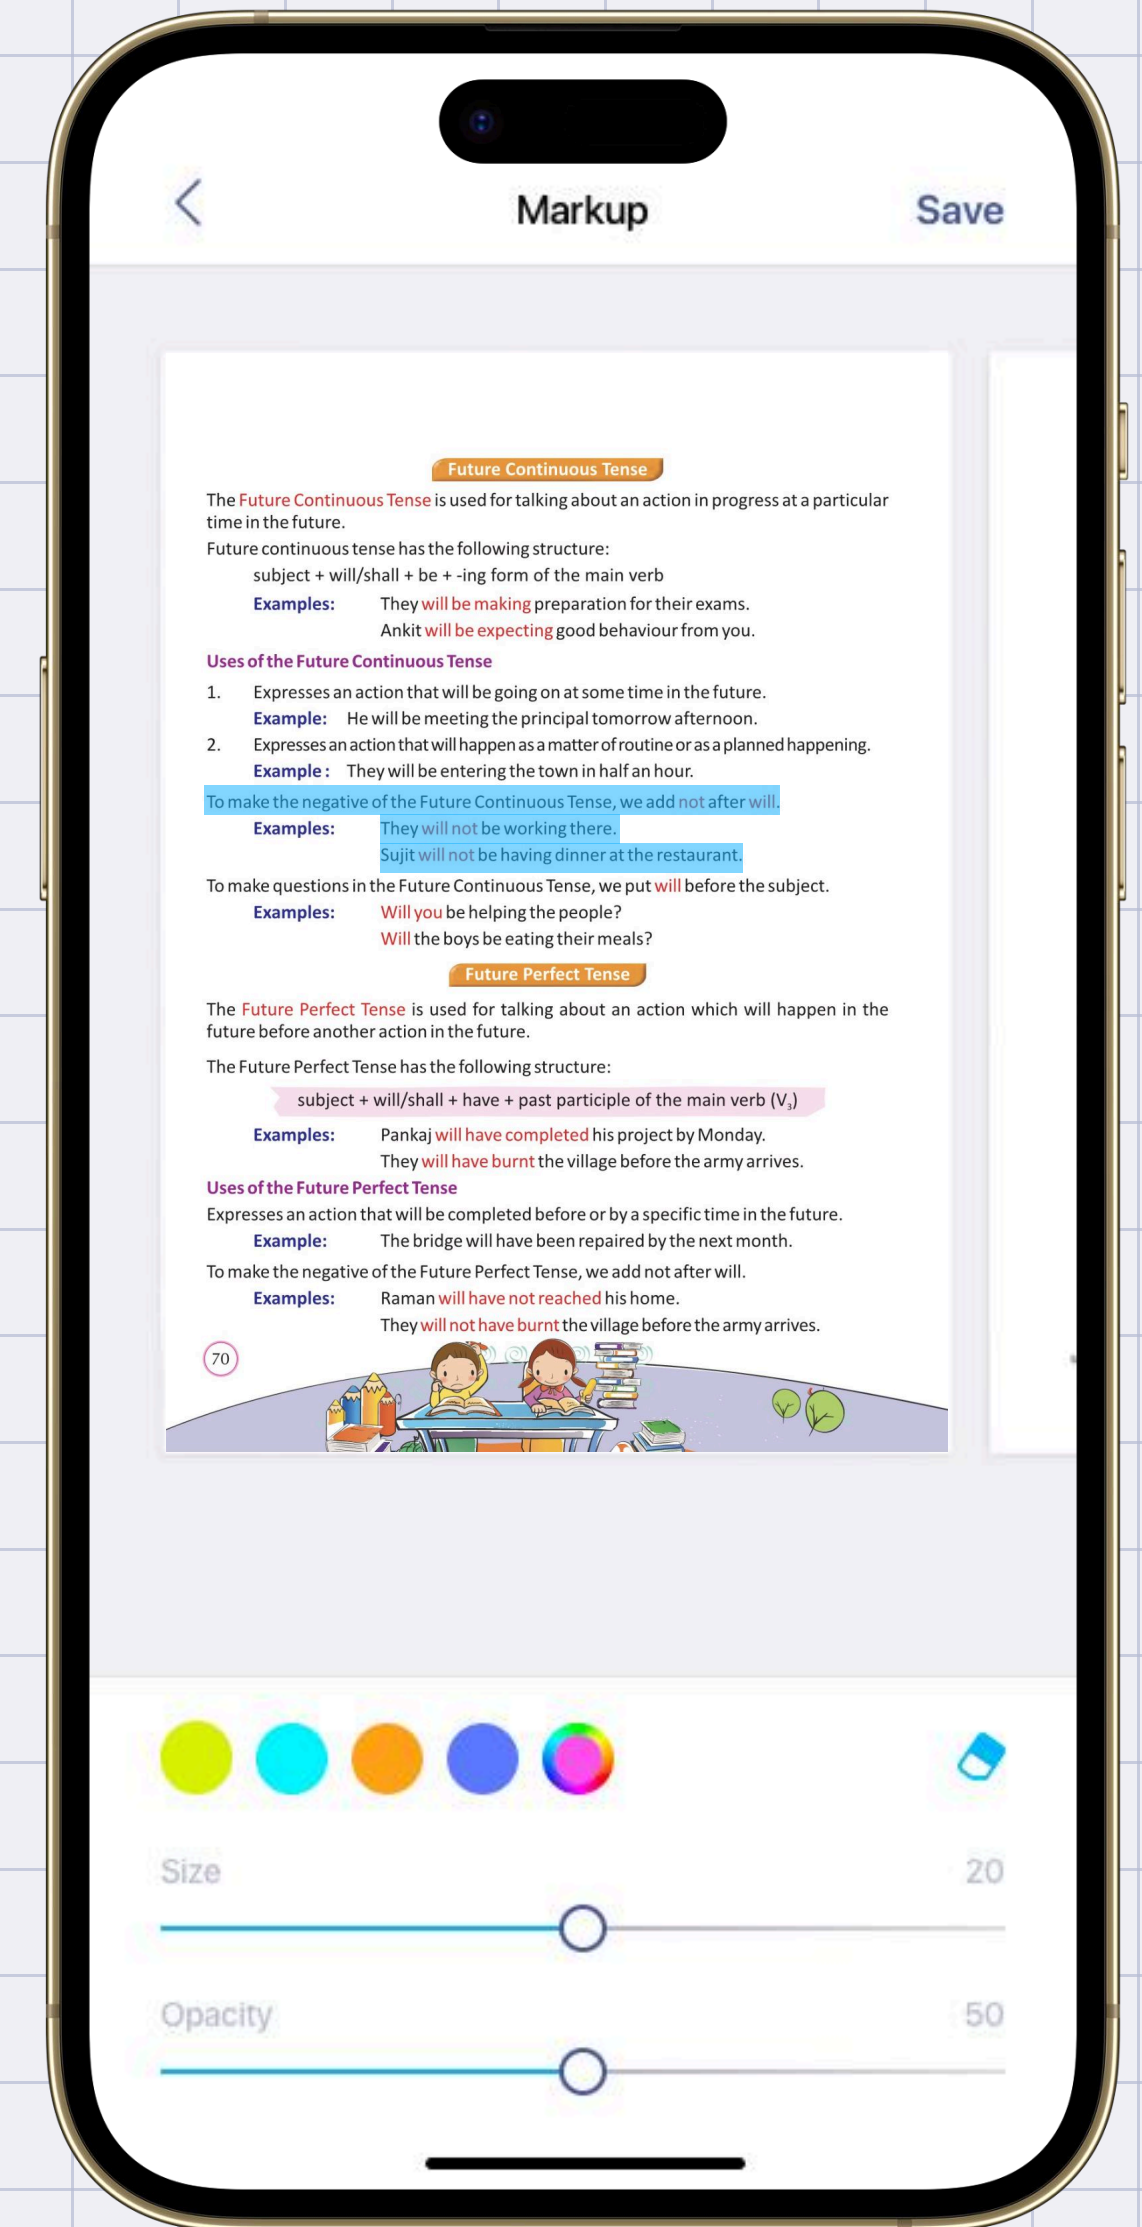 Markup
Save
Future Continuous Tense
The Future Continuous Tense is used for talking about an action in progress at a particular
time in the future.
Future continuous tense has the following structure:
subject + will/shall + be + -ing form of the main verb
Examples: They will be making preparation for their exams.
Ankit will be expecting good behaviour from you.
Uses of the Future Continuous Tense
1. Expresses an action that will be going on at some time in the future.
Example: He will be meeting the principal tomorrow afternoon.
2. Expresses an action that will happen as a matter of routine or as a planned happening.
Example : They will be entering the town in half an hour.
To make the negative of the Future Continuous Tense, we add not after will.
Examples: They will not be working there.
Sujit will not be having dinner at the restaurant.
To make questions in the Future Continuous Tense, we put will before the subject.
Examples: Will you be helping the people?
Will the boys be eating their meals?
Future Perfect Tense
The Future Perfect Tense is used for talking about an action which will happen in the
future before another action in the future.
The Future Perfect Tense has the following structure:
subject + will/shall + have + past participle of the main verb (V₃)
Examples: Pankaj will have completed his project by Monday.
They will have burnt the village before the army arrives.
Uses of the Future Perfect Tense
Expresses an action that will be completed before or by a specific time in the future.
Example: The bridge will have been repaired by the next month.
To make the negative of the Future Perfect Tense, we add not after will.
Examples: Raman will have not reached his home.
They will not have burnt the village before the army arrives.
70
Size 20
Opacity 50